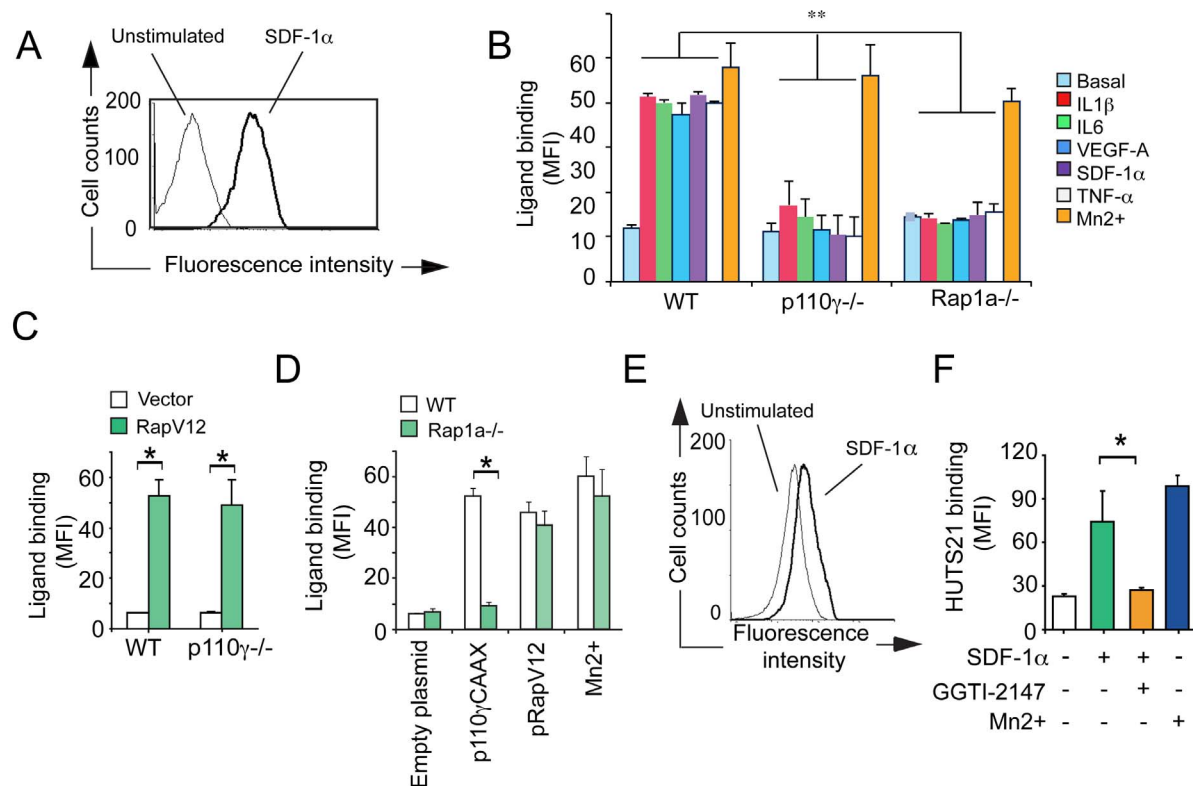 A
Unstimulated
SDF-1α
Cell counts
200
100
0
Fluorescence intensity
B
**
Ligand binding
(MFI)
60
50
40
30
20
10
0
WT
p110γ-/-
Rap1a-/-
Basal
IL1β
IL6
VEGF-A
SDF-1α
TNF-α
Mn2+
C
Vector
RapV12
*
*
Ligand binding
(MFI)
60
40
20
0
WT
p110γ-/-
D
WT
Rap1a-/-
*
Ligand binding
(MFI)
60
40
20
0
Empty plasmid
p110γCAAX
pRapV12
Mn2+
E
Unstimulated
SDF-1α
Cell counts
200
100
0
Fluorescence
intensity
F
*
HUTS21 binding
(MFI)
120
90
60
30
0
SDF-1α - + + -
GGTI-2147 - - + -
Mn2+ - - - +